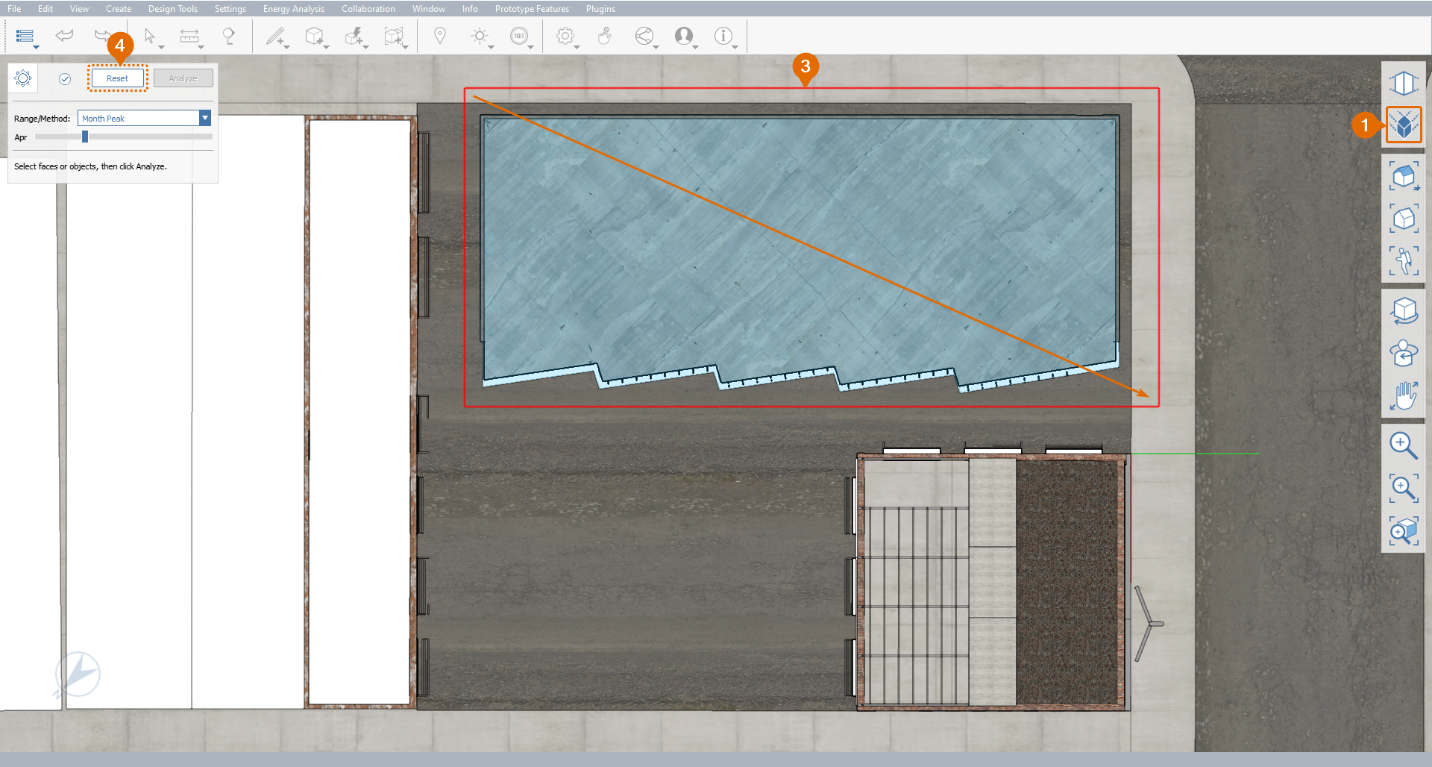 File Edit View Create Design Tools Settings Energy Analysis Collaboration Window Info Prototype Features Plugins
4
3
Reset Analyze
Range/Method: Month Peak
Apr
1
Select faces or objects, then click Analyze.